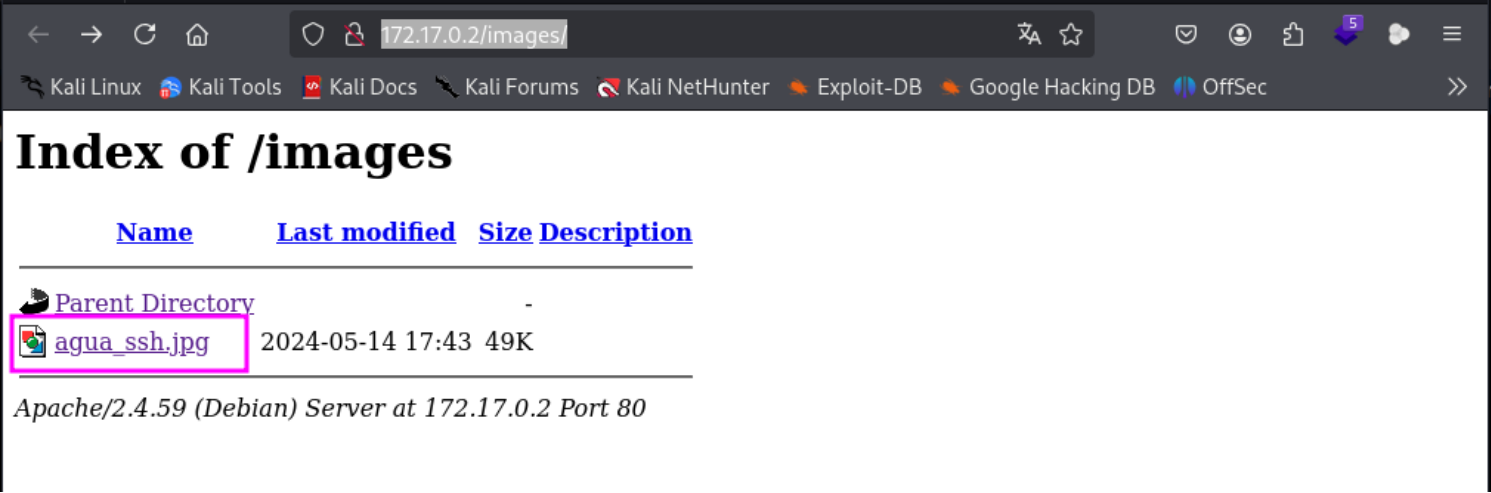 172.17.0.2/images/
5
Kali Linux Kali Tools Kali Docs Kali Forums Kali NetHunter Exploit-DB Google Hacking DB OffSec
Index of /images
Name Last modified Size Description
Parent Directory -
agua_ssh.jpg 2024-05-14 17:43 49K
Apache/2.4.59 (Debian) Server at 172.17.0.2 Port 80